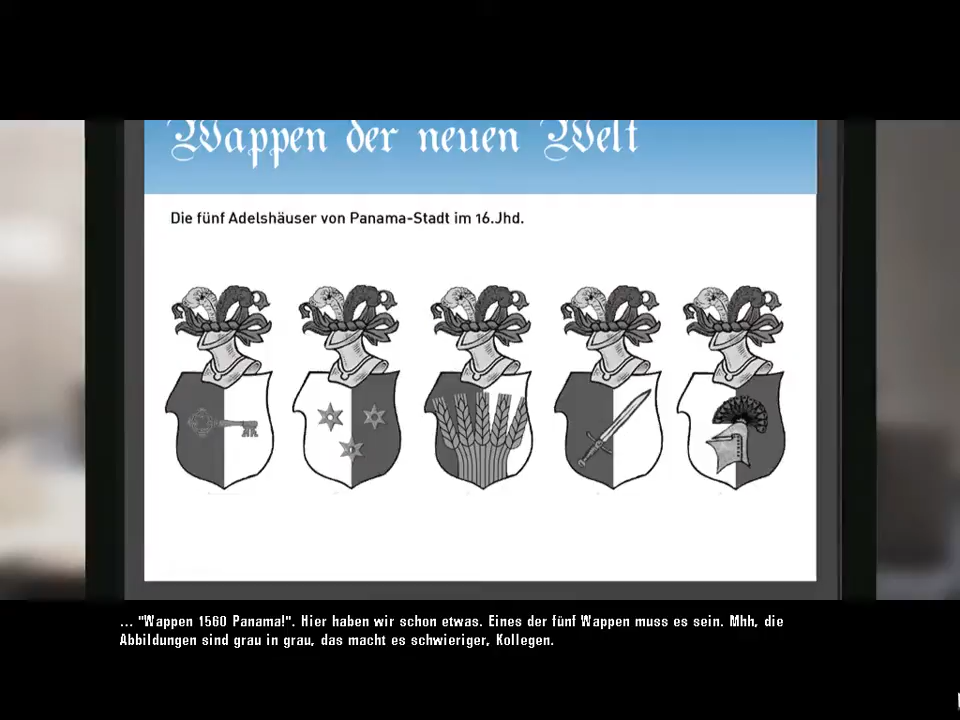 Wappen der neuen Welt
Die fünf Adelshäuser von Panama-Stadt im 16.Jhd.
... "Wappen 1560 Panama!". Hier haben wir schon etwas. Eines der fünf Wappen muss es sein. Mhh, die
Abbildungen sind grau in grau, das macht es schwieriger, Kollegen.